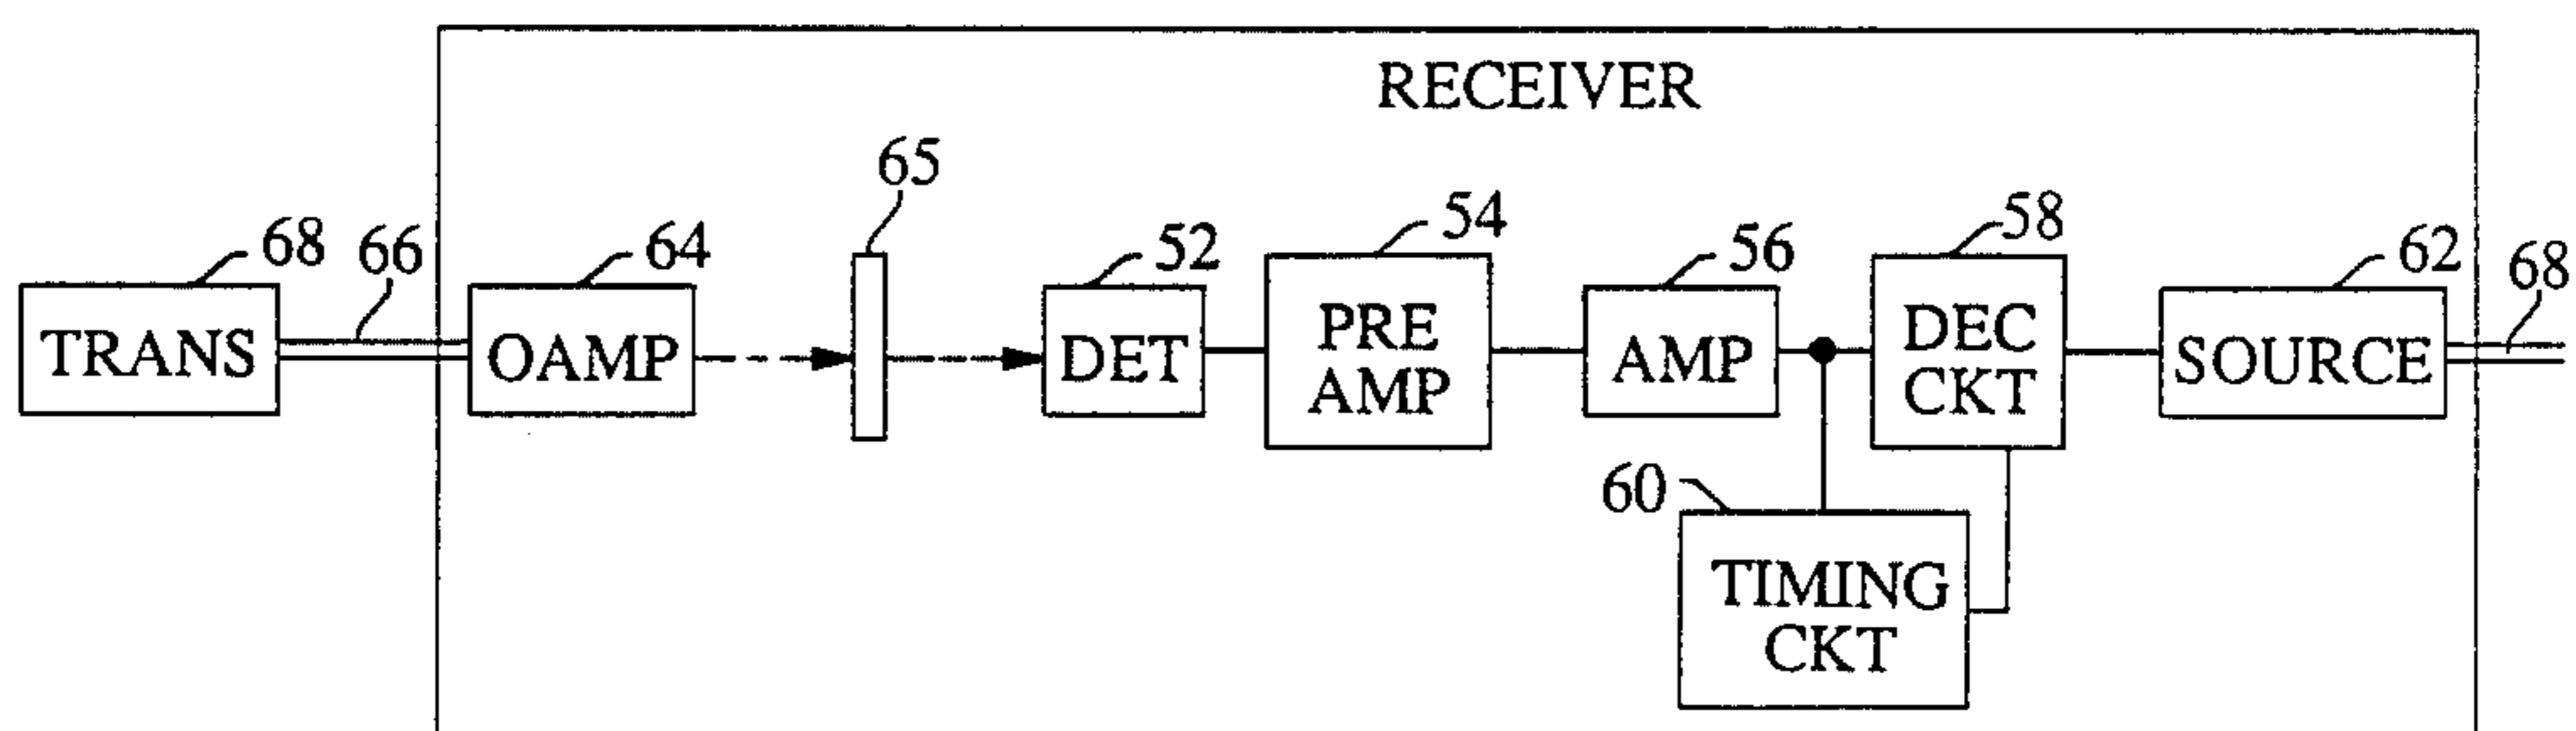 RECEIVER
65
68
66
64
52
54
56
58
62
68
TRANS
OAMP
DET
PRE
AMP
AMP
DEC
CKT
SOURCE
60
TIMING
CKT